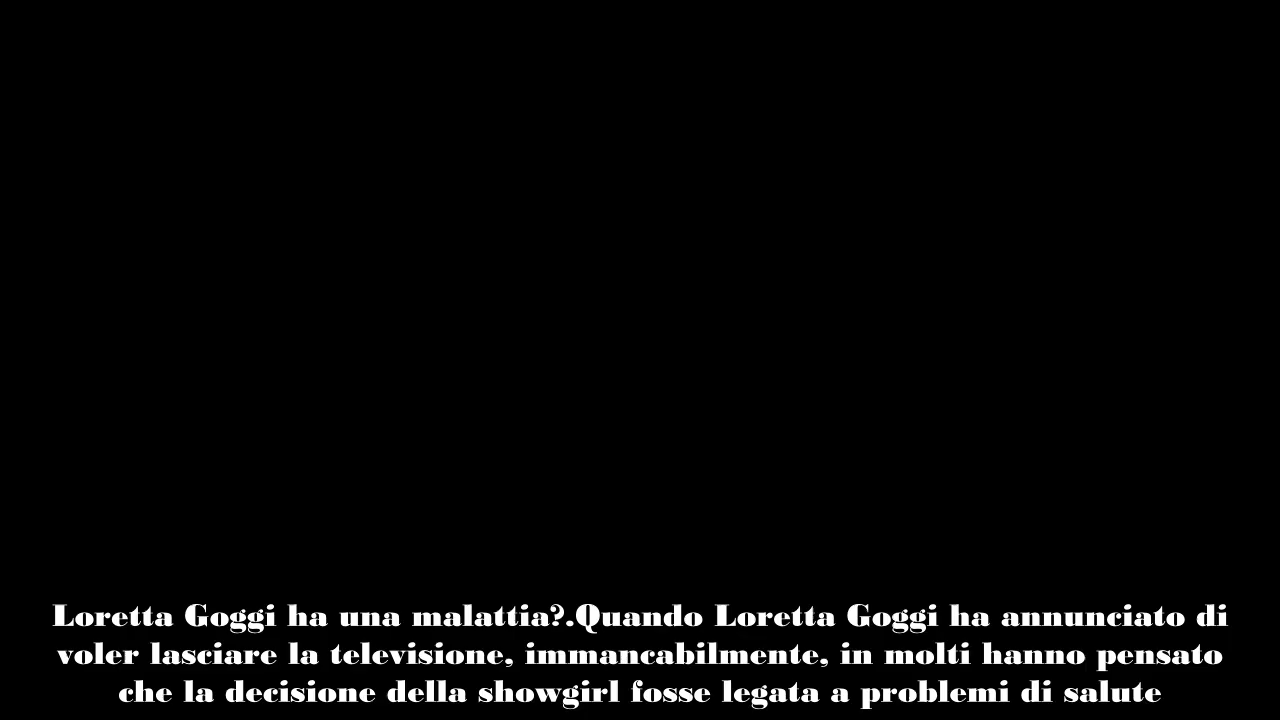 Loretta Goggi ha una malattia?.Quando Loretta Goggi ha annunciato di
voler lasciare la televisione, immancabilmente, in molti hanno pensato
che la decisione della showgirl fosse legata a problemi di salute